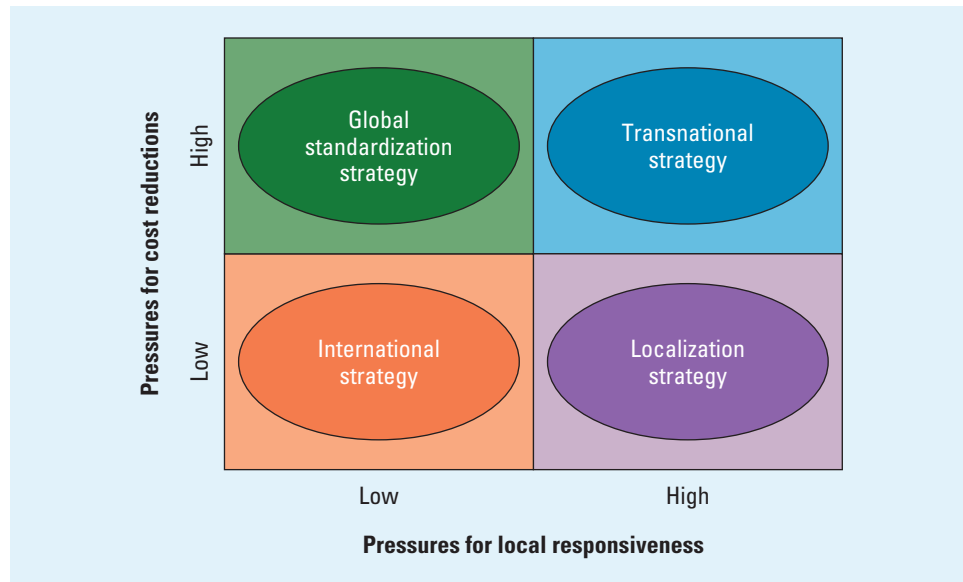 Pressures for cost reductions
High
Low
Global
standardization
strategy
Transnational
strategy
International
strategy
Localization
strategy
Low
High
Pressures for local responsiveness